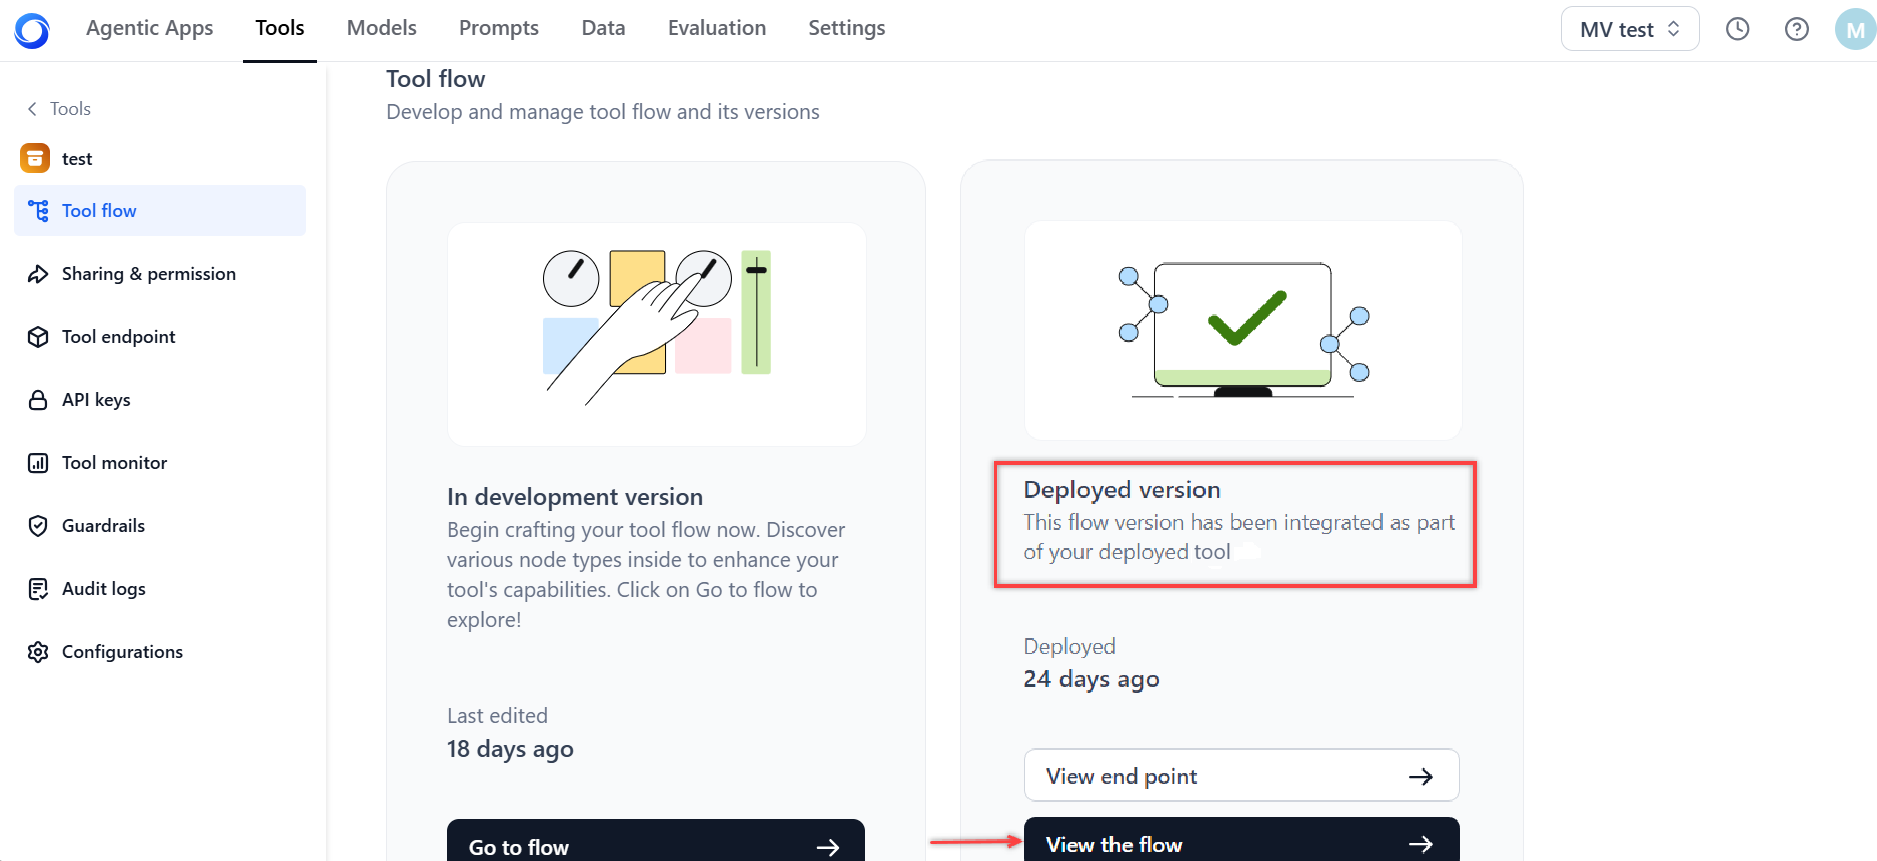 Agentic Apps
Tools
Models
Prompts
Data
Evaluation
Settings
MV test
M
Tools
test
Tool flow
Sharing & permission
Tool endpoint
API keys
Tool monitor
Guardrails
Audit logs
Configurations
Tool flow
Develop and manage tool flow and its versions
In development version
Begin crafting your tool flow now. Discover
various node types inside to enhance your
tool's capabilities. Click on Go to flow to
explore!
Last edited
18 days ago
Go to flow
Deployed version
This flow version has been integrated as part
of your deployed tool
Deployed
24 days ago
View end point
View the flow